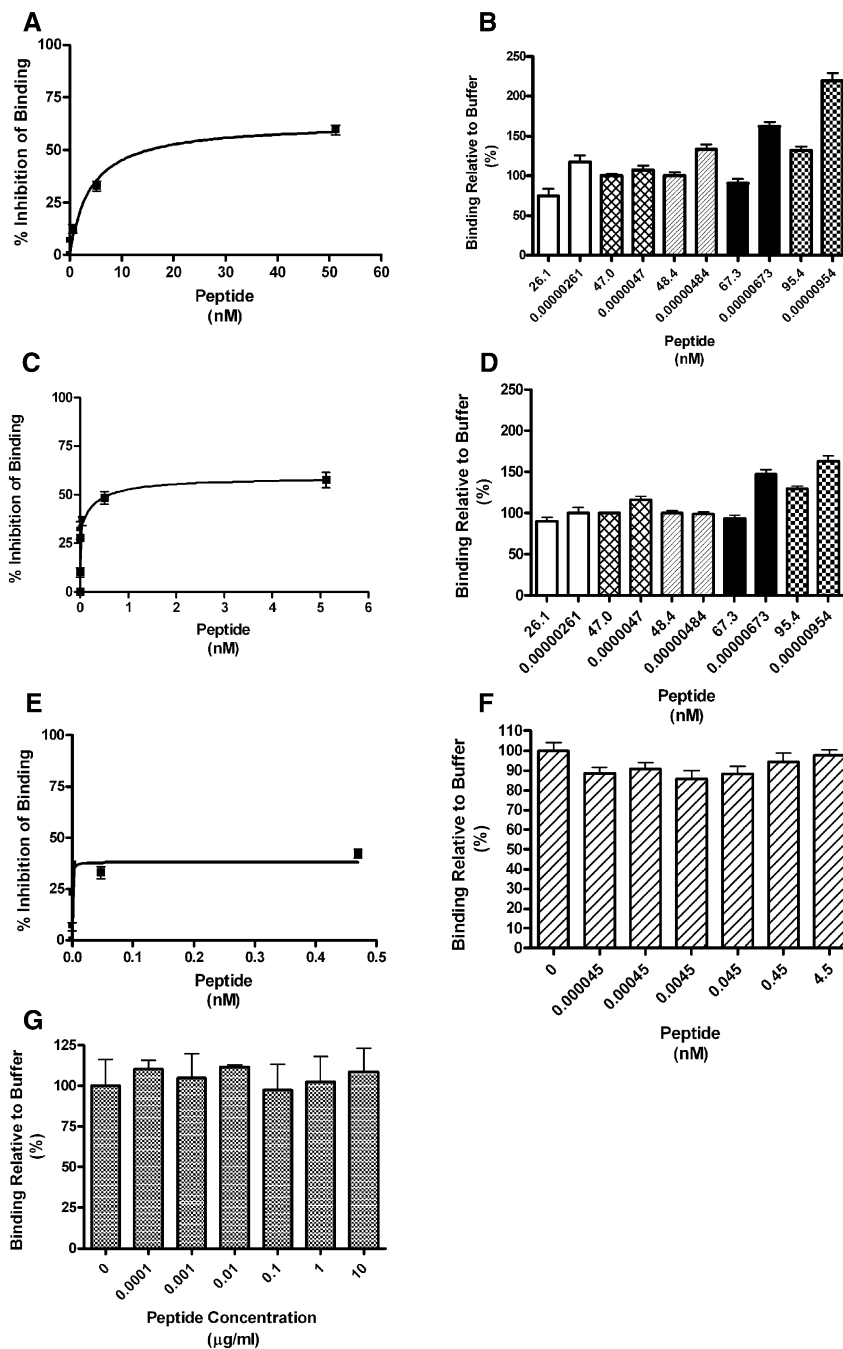 A
% Inhibition of Binding
100
75
50
25
0
0 10 20 30 40 50 60
Peptide
(nM)
B
Binding Relative to Buffer
(%)
250
200
150
100
50
0
26.1
0.00000261
47.0
0.0000047
48.4
0.00000484
67.3
0.00000673
95.4
0.00000954
Peptide
(nM)
C
% Inhibition of Binding
100
75
50
25
0
0 1 2 3 4 5 6
Peptide
(nM)
D
Binding Relative to Buffer
(%)
250
200
150
100
50
0
26.1
0.00000261
47.0
0.0000047
48.4
0.00000484
67.3
0.00000673
95.4
0.00000954
Peptide
(nM)
E
% Inhibition of Binding
100
75
50
25
0
0.0 0.1 0.2 0.3 0.4 0.5
Peptide
(nM)
F
Binding Relative to Buffer
(%)
110
100
90
80
70
60
50
40
30
20
10
0
0
0.000045
0.00045
0.0045
0.045
0.45
4.5
Peptide
(nM)
G
Binding Relative to Buffer
(%)
125
100
75
50
25
0
0
0.0001
0.001
0.01
0.1
1
10
Peptide Concentration
(μg/ml)